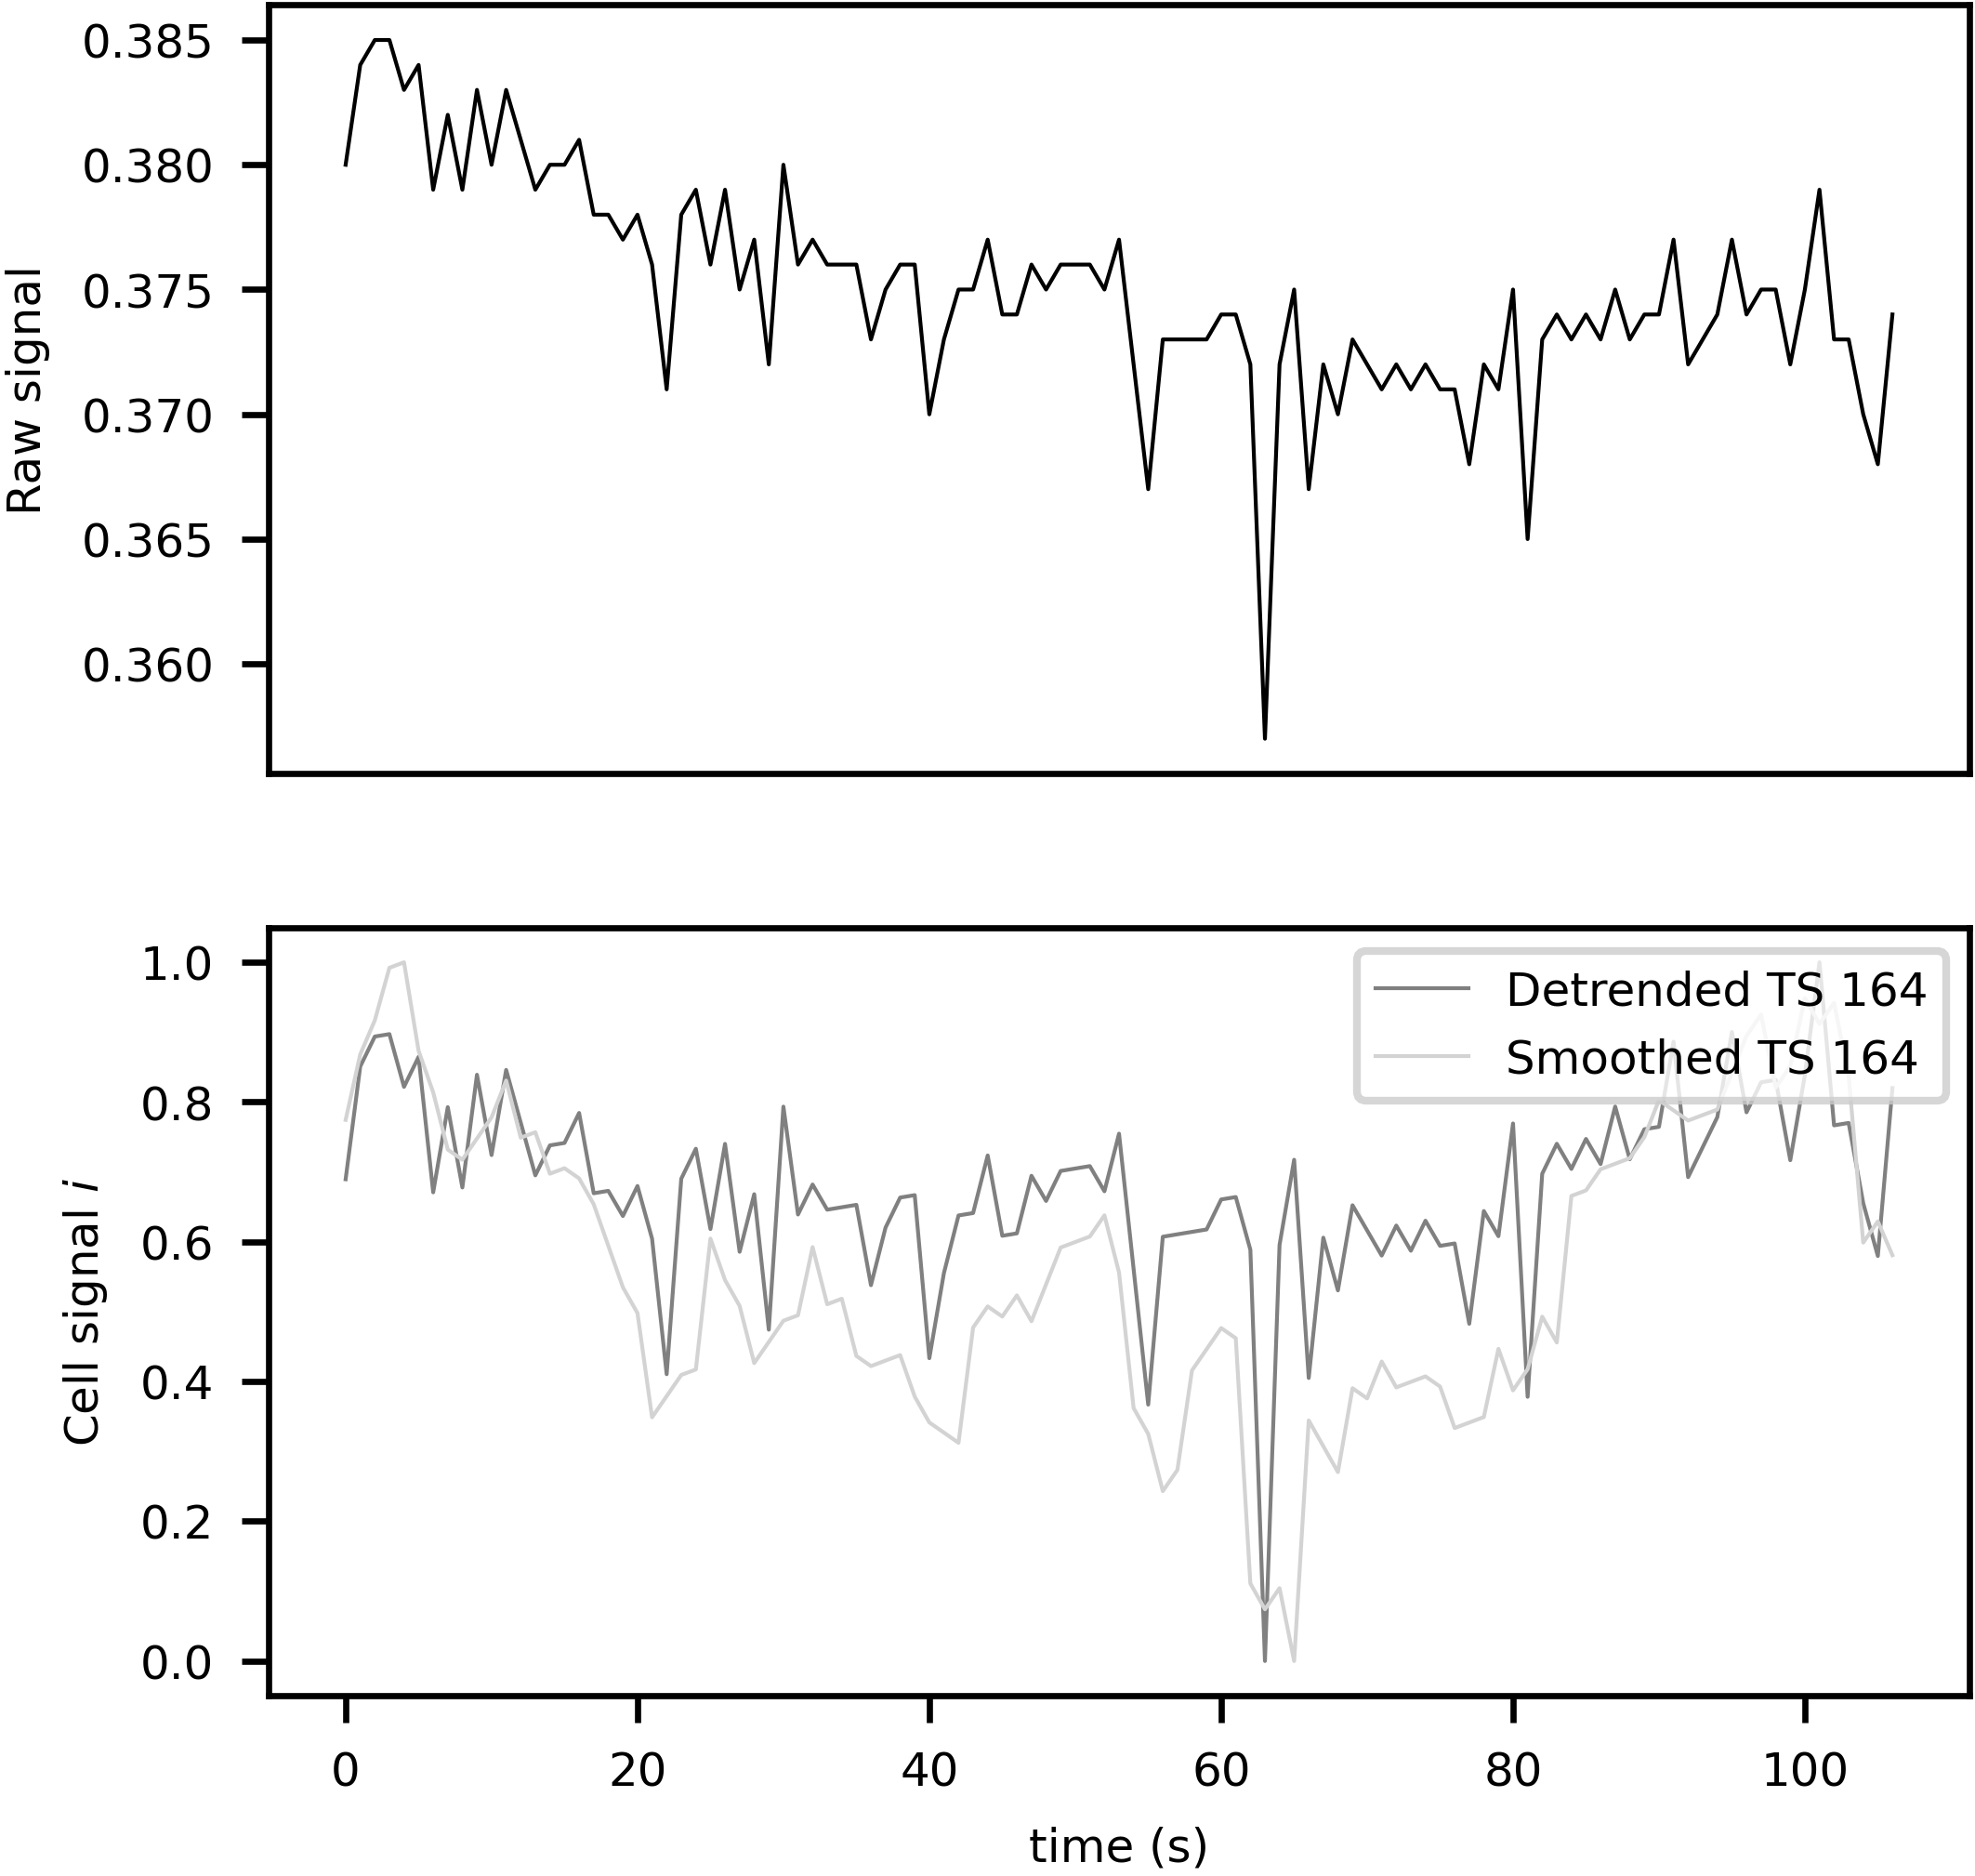 Raw signal
0.385
0.380
0.375
0.370
0.365
0.360
Cell signal i
1.0
0.8
0.6
0.4
0.2
0.0
Detrended TS 164
Smoothed TS 164
0 20 40 60 80 100
time (s)